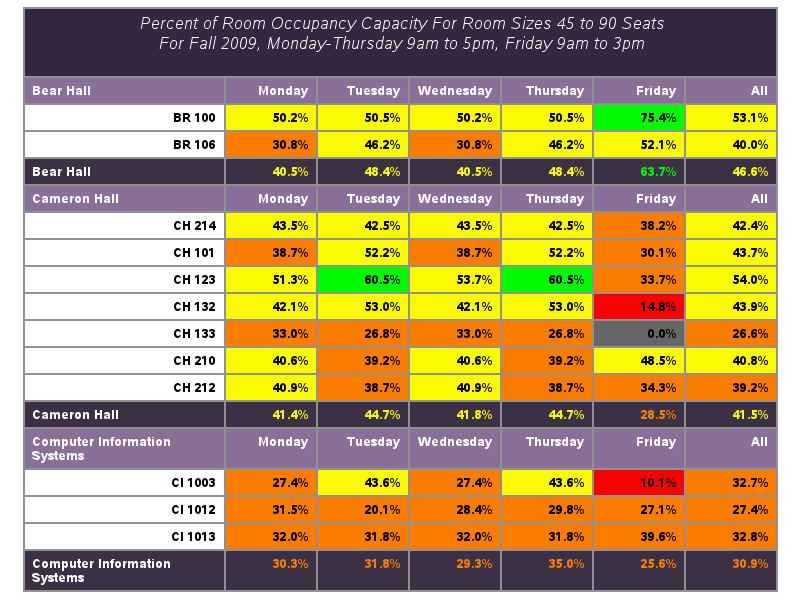 Percent of Room Occupancy Capacity For Room Sizes 45 to 90 Seats
For Fall 2009, Monday-Thursday 9am to 5pm, Friday 9am to 3pm
Bear Hall Monday Tuesday Wednesday Thursday Friday All
BR 100 50.2% 50.5% 50.2% 50.5% 75.4% 53.1%
BR 106 30.8% 46.2% 30.8% 46.2% 52.1% 40.0%
Bear Hall 40.5% 48.4% 40.5% 48.4% 63.7% 46.6%
Cameron Hall Monday Tuesday Wednesday Thursday Friday All
CH 214 43.5% 42.5% 43.5% 42.5% 38.2% 42.4%
CH 101 38.7% 52.2% 38.7% 52.2% 30.1% 43.7%
CH 123 51.3% 60.5% 53.7% 60.5% 33.7% 54.0%
CH 132 42.1% 53.0% 42.1% 53.0% 14.8% 43.9%
CH 133 33.0% 26.8% 33.0% 26.8% 0.0% 26.6%
CH 210 40.6% 39.2% 40.6% 39.2% 48.5% 40.8%
CH 212 40.9% 38.7% 40.9% 38.7% 34.3% 39.2%
Cameron Hall 41.4% 44.7% 41.8% 44.7% 28.5% 41.5%
Computer Information Monday Tuesday Wednesday Thursday Friday All
Systems
CI 1003 27.4% 43.6% 27.4% 43.6% 10.1% 32.7%
CI 1012 31.5% 20.1% 28.4% 29.8% 27.1% 27.4%
CI 1013 32.0% 31.8% 32.0% 31.8% 39.6% 32.8%
Computer Information 30.3% 31.8% 29.3% 35.0% 25.6% 30.9%
Systems